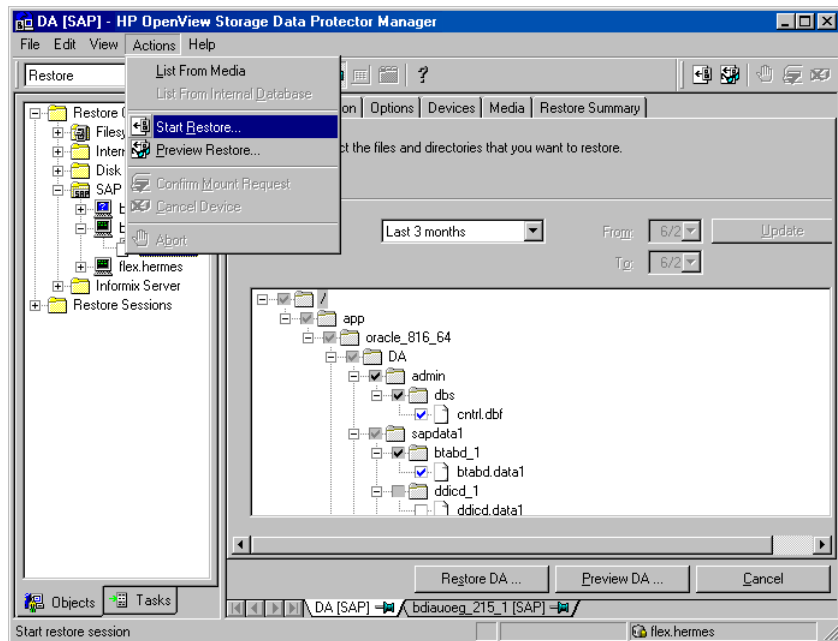 DA [SAP] - HP OpenView Storage Data Protector Manager
File Edit View Actions Help
Restore
?
List From Media
List From Internal Database
Start Restore...
Preview Restore...
Confirm Mount Request
Cancel Device
Abort
Restore
Filesy
Intern
Disk
SAP
flex.hermes
Informix Server
Restore Sessions
on Options Devices Media Restore Summary
ct the files and directories that you want to restore.
Last 3 months
From: 6/2 Update
To: 6/2
/
app
oracle_816_64
DA
admin
dbs
cntrl.dbf
sapdata1
btabd_1
btabd.data1
ddicd_1
ddicd.data1
Restore DA ... Preview DA ... Cancel
Objects Tasks
DA [SAP] bdiauoeg_215_1 [SAP]
Start restore session
flex.hermes